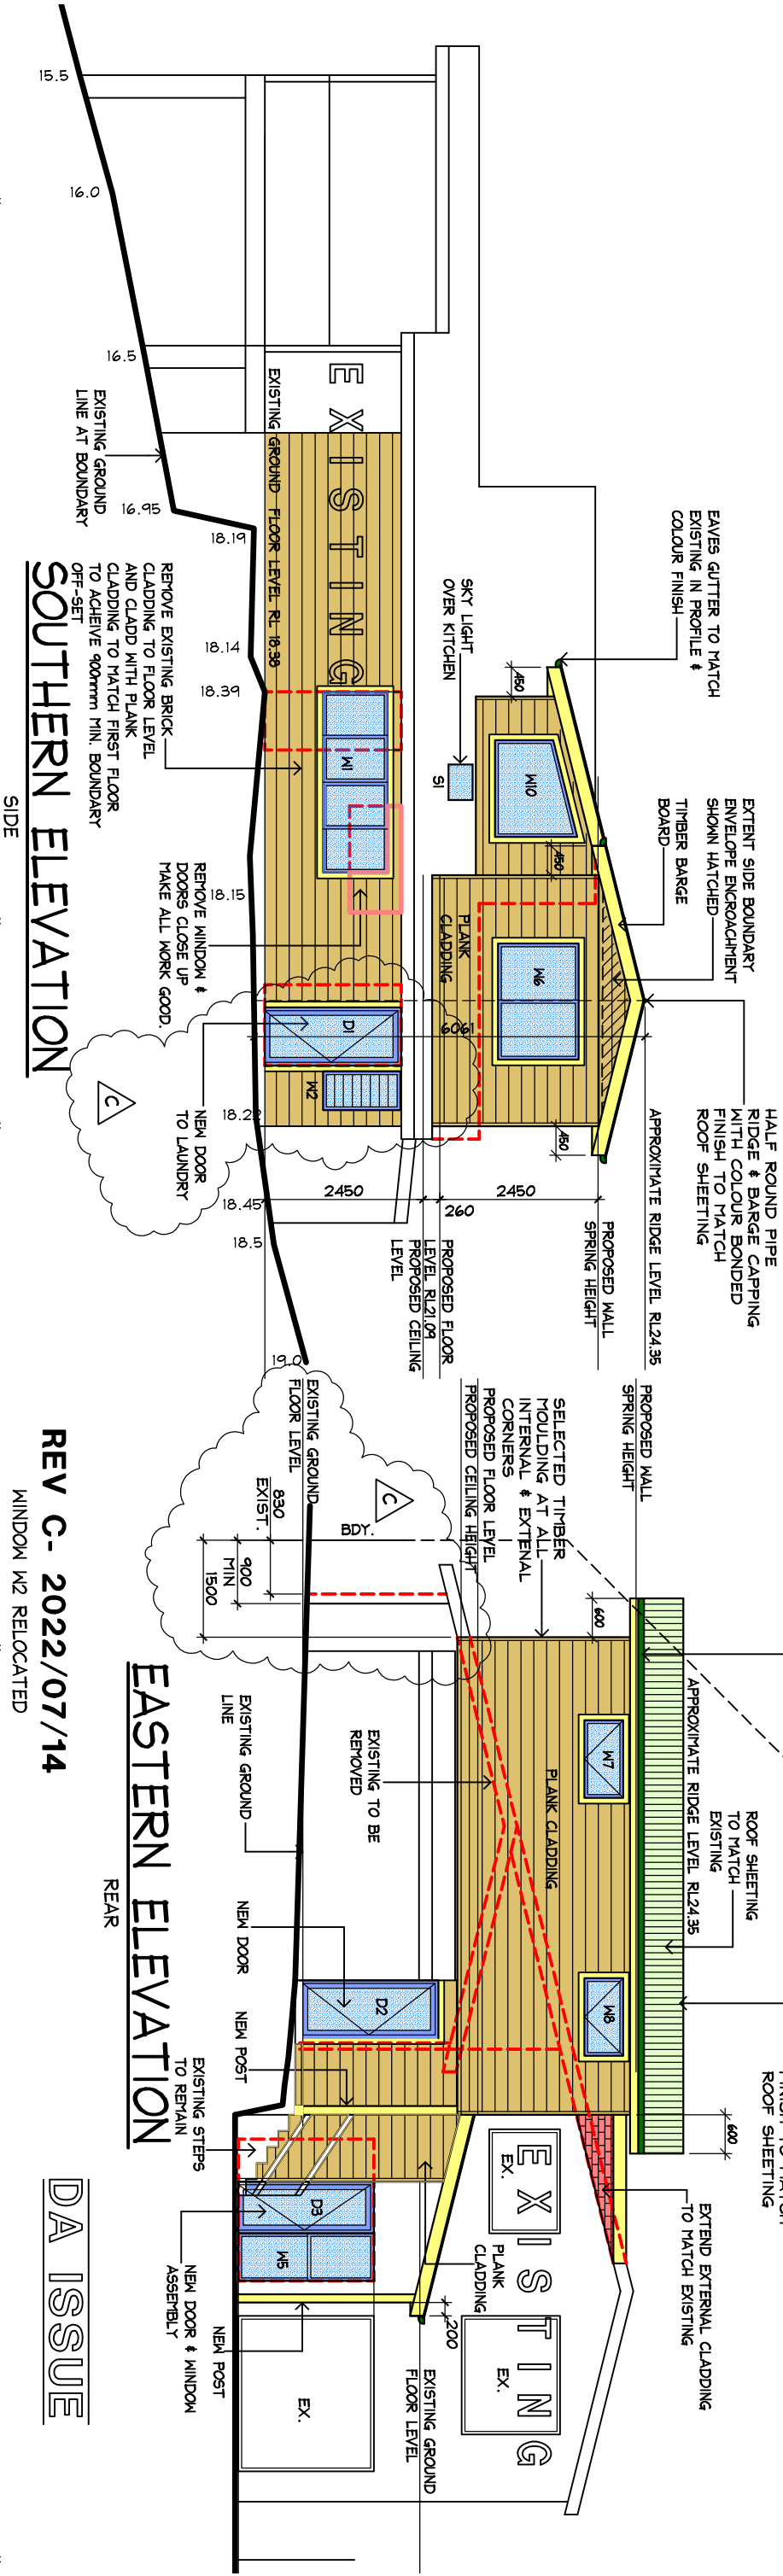 EAVES GUTTER TO MATCH
EXISTING IN PROFILE &
COLOUR FINISH
EXTENT SIDE BOUNDARY
ENVELOPE ENCROACHMENT
SHOWN HATCHED
TIMBER BARGE
BOARD
HALF ROUND PIPE
RIDGE & BARGE CAPPING
WITH COLOUR BONDED
FINISH TO MATCH
ROOF SHEETING
APPROXIMATE RIDGE LEVEL RL24.35
PROPOSED WALL
SPRING HEIGHT
SKY LIGHT
OVER KITCHEN
S1
450
W10
450
W6
PLANK
CLADDING
6061
450
2450
260
2450
PROPOSED FLOOR
LEVEL RL21.09
PROPOSED CEILING
LEVEL
EXISTING
EXISTING GROUND FLOOR LEVEL RL 18.38
W1
D1
W2
15.5
16.0
16.5
16.95
18.19
18.14
18.39
18.15
18.22
18.45
18.5
19.0
EXISTING GROUND
LINE AT BOUNDARY
REMOVE EXISTING BRICK
CLADDING TO FLOOR LEVEL
AND CLADD WITH PLANK
CLADDING TO MATCH FIRST FLOOR
TO ACHEIVE 900mmm MIN. BOUNDARY
OFF-SET
REMOVE WINDOW &
DOORS CLOSE UP
MAKE ALL WORK GOOD.
NEW DOOR
TO LAUNDRY
C
SOUTHERN ELEVATION
SIDE
PROPOSED WALL
SPRING HEIGHT
SELECTED TIMBER
MOULDING AT ALL
INTERNAL & EXTENAL
CORNERS
PROPOSED FLOOR LEVEL
PROPOSED CEILING HEIGHT
EXISTING GROUND
FLOOR LEVEL
C
BDY.
830
EXIST.
900
MIN
1500
600
APPROXIMATE RIDGE LEVEL RL24.35
ROOF SHEETING
TO MATCH
EXISTING
ROOF SHEETING
600
W7
W8
PLANK CLADDING
EXISTING TO BE
REMOVED
EXTEND EXTERNAL CLADDING
TO MATCH EXISTING
EXISTING
EX.
EX.
EX.
PLANK
CLADDING
200
EXISTING GROUND
FLOOR LEVEL
D2
D3
W5
EXISTING GROUND
LINE
NEW DOOR
NEW POST
EXISTING STEPS
TO REMAIN
NEW DOOR & WINDOW
ASSEMBLY
NEW POST
EASTERN ELEVATION
REAR
REV C- 2022/07/14
WINDOW W2 RELOCATED
DA ISSUE